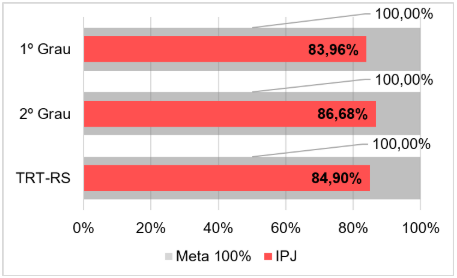 100,00%
1º Grau
83,96%
100,00%
2º Grau
86,68%
100,00%
TRT-RS
84,90%
0% 20% 40% 60% 80% 100%
Meta 100% IPJ